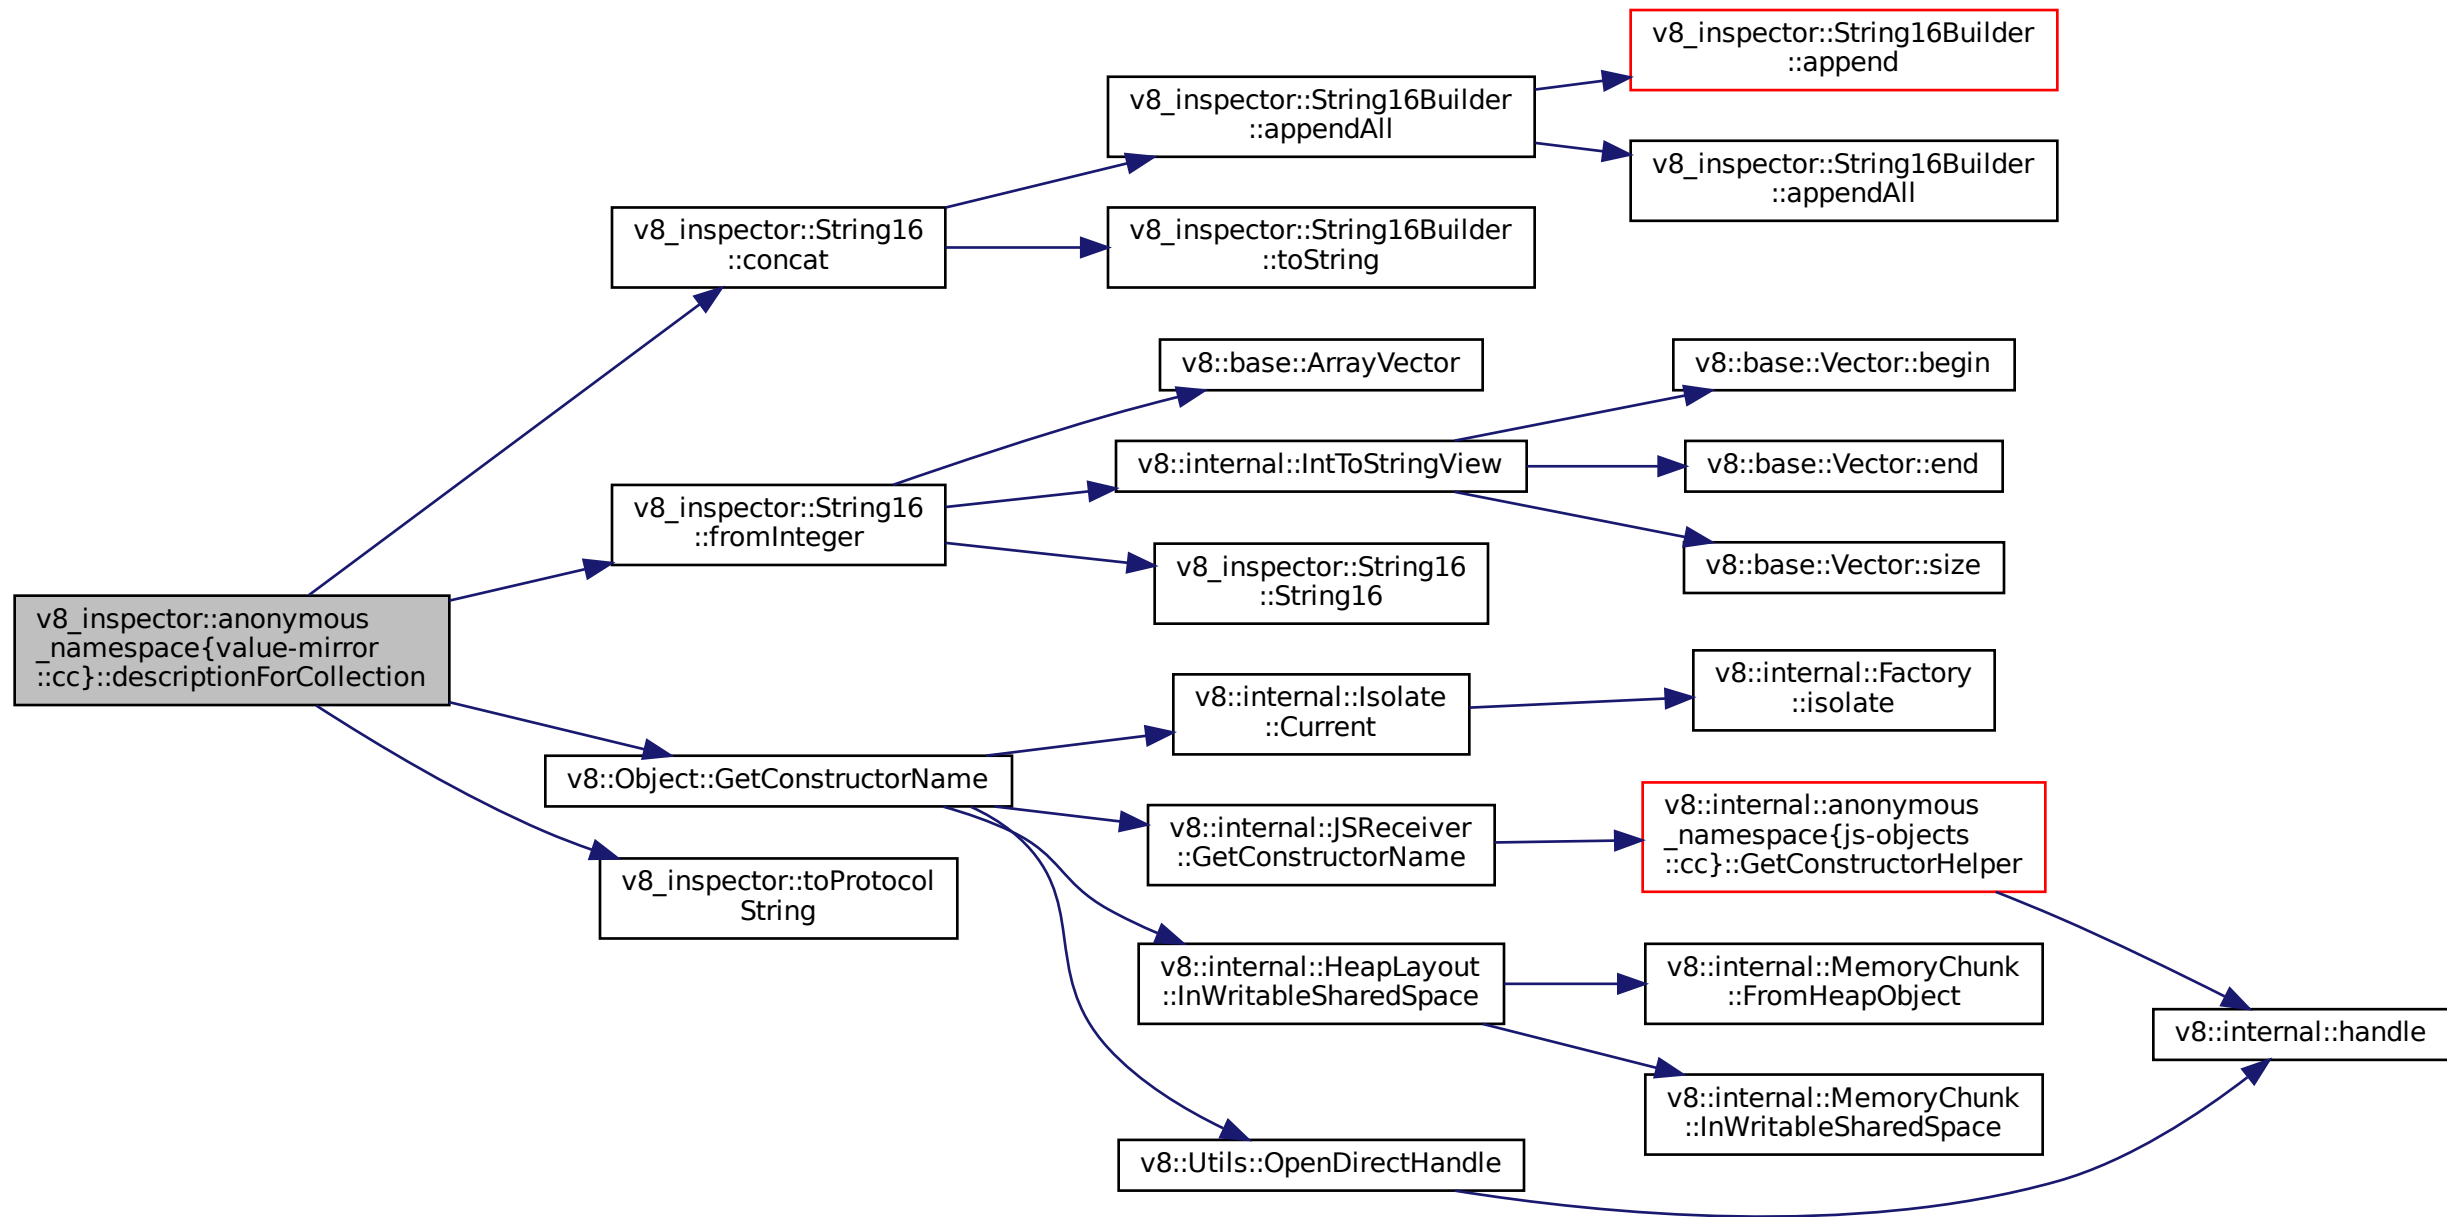 v8_inspector::anonymous
_namespace{value-mirror
::cc}::descriptionForCollection
v8_inspector::String16
::concat
v8_inspector::String16Builder
::appendAll
v8_inspector::String16Builder
::append
v8_inspector::String16Builder
::appendAll
v8_inspector::String16Builder
::toString
v8_inspector::String16
::fromInteger
v8::base::ArrayVector
v8::internal::IntToStringView
v8::base::Vector::begin
v8::base::Vector::end
v8::base::Vector::size
v8_inspector::String16
::String16
v8::Object::GetConstructorName
v8::internal::Isolate
::Current
v8::internal::Factory
::isolate
v8::internal::JSReceiver
::GetConstructorName
v8::internal::anonymous
_namespace{js-objects
::cc}::GetConstructorHelper
v8::internal::HeapLayout
::InWritableSharedSpace
v8::internal::MemoryChunk
::FromHeapObject
v8::internal::MemoryChunk
::InWritableSharedSpace
v8::Utils::OpenDirectHandle
v8::internal::handle
v8_inspector::toProtocol
String